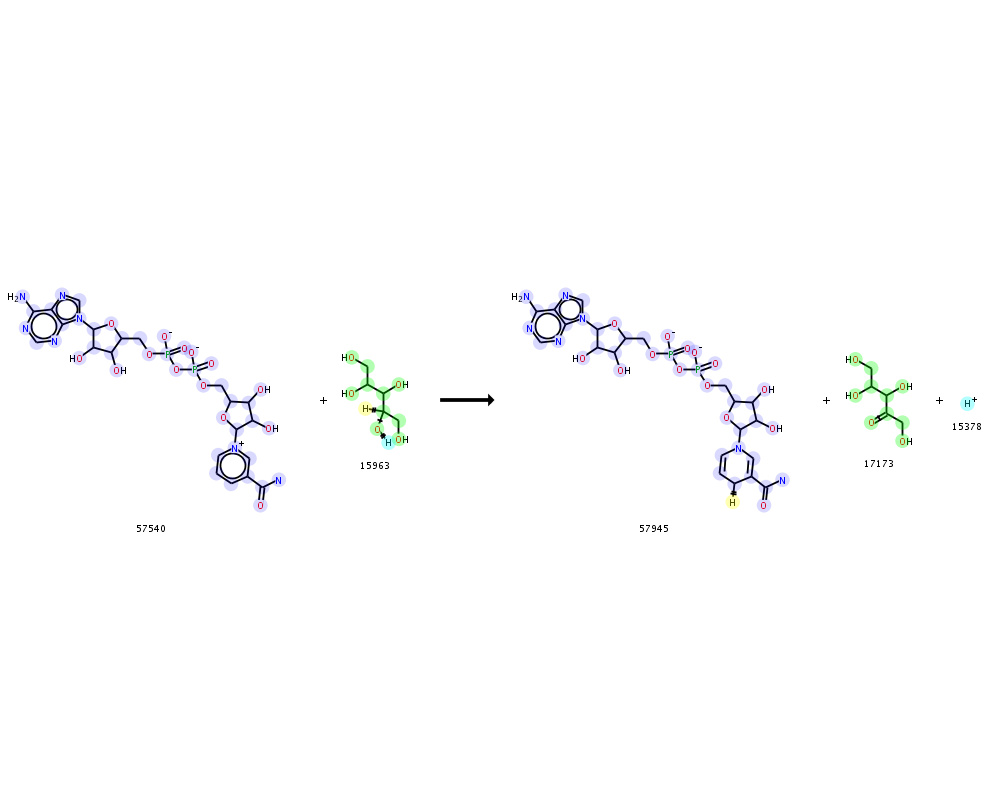 H2N N N N N O HO OH O- O P O O- O P O O O OH OH N+ O N
57540
+
HO HO OH H O H OH
15963
H2N N N N N O HO OH O- O P O O- O P O O O OH OH N H O N
57945
+
HO HO OH O OH
17173
+
H+
15378